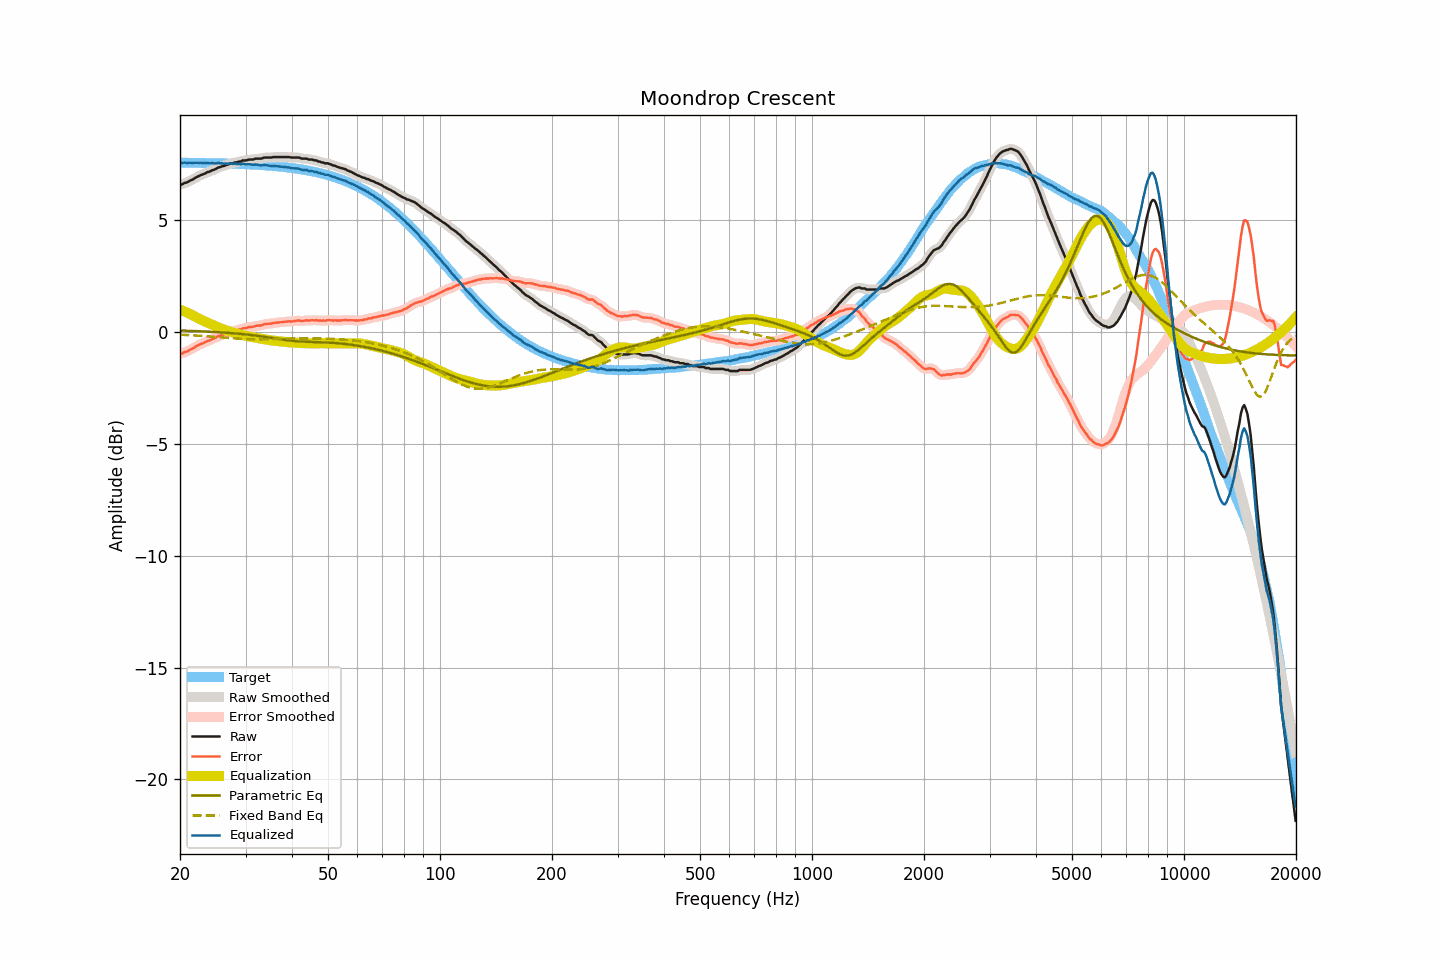 Moondrop Crescent
Amplitude (dBr)
5
0
−5
−10
−15
−20
Target
Raw Smoothed
Error Smoothed
Raw
Error
Equalization
Parametric Eq
Fixed Band Eq
Equalized
20 50 100 200 500 1000 2000 5000 10000 20000
Frequency (Hz)